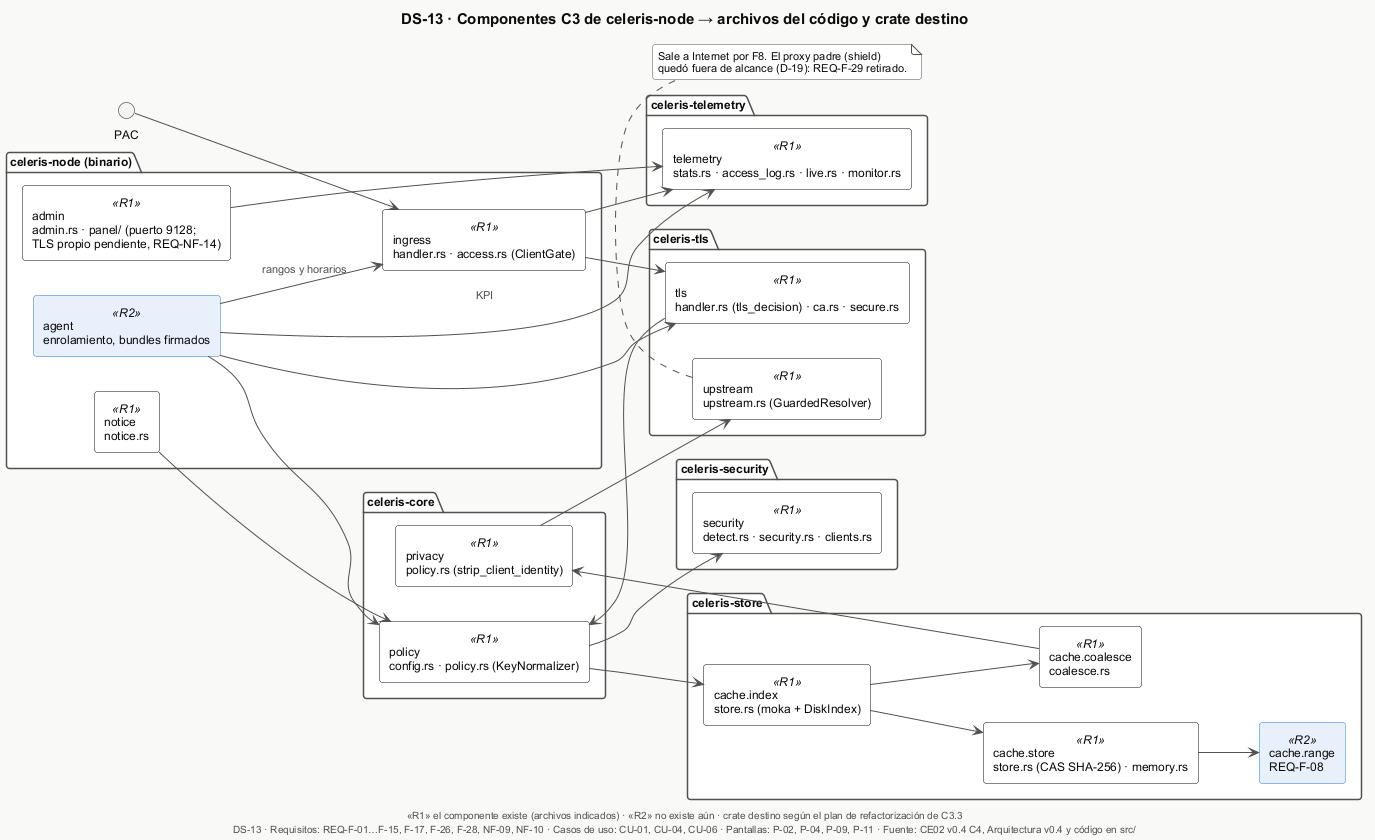 DS-13 · Componentes C3 de celeris-node → archivos del código y crate destino
Sale a Internet por F8. El proxy padre (shield)
quedó fuera de alcance (D-19): REQ-F-29 retirado.
PAC
celeris-telemetry
«R1»
telemetry
stats.rs · access_log.rs · live.rs · monitor.rs
celeris-node (binario)
«R1»
admin
admin.rs · panel/ (puerto 9128;
TLS propio pendiente, REQ-NF-14)
«R1»
ingress
handler.rs · access.rs (ClientGate)
rangos y horarios
KPI
«R2»
agent
enrolamiento, bundles firmados
«R1»
notice
notice.rs
celeris-tls
«R1»
tls
handler.rs (tls_decision) · ca.rs · secure.rs
«R1»
upstream
upstream.rs (GuardedResolver)
celeris-security
«R1»
security
detect.rs · security.rs · clients.rs
celeris-core
«R1»
privacy
policy.rs (strip_client_identity)
«R1»
policy
config.rs · policy.rs (KeyNormalizer)
celeris-store
«R1»
cache.coalesce
coalesce.rs
«R1»
cache.index
store.rs (moka + DiskIndex)
«R1»
cache.store
store.rs (CAS SHA-256) · memory.rs
«R2»
cache.range
REQ-F-08
«R1» el componente existe (archivos indicados) · «R2» no existe aún · crate destino según el plan de refactorización de C3.3
DS-13 · Requisitos: REQ-F-01…F-15, F-17, F-26, F-28, NF-09, NF-10 · Casos de uso: CU-01, CU-04, CU-06 · Pantallas: P-02, P-04, P-09, P-11 · Fuente: CE02 v0.4 C4, Arquitectura v0.4 y código en src/